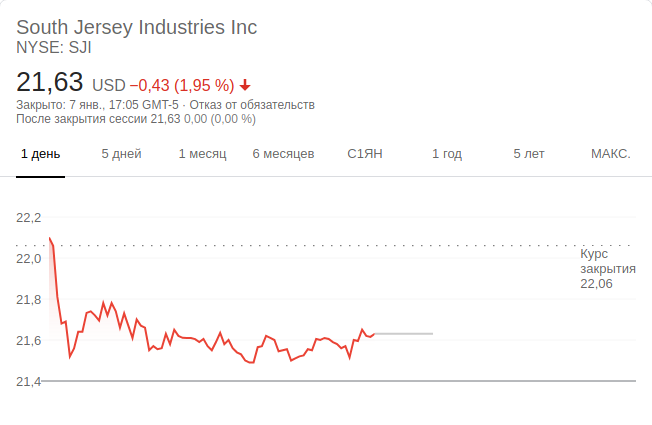 South Jersey Industries Inc
NYSE: SJI
21,63 USD −0,43 (1,95 %)
Закрыто: 7 янв., 17:05 GMT-5 · Отказ от обязательств
После закрытия сессии 21,63 0,00 (0,00 %)
1 день 5 дней 1 месяц 6 месяцев С1ЯН 1 год 5 лет МАКС.
22,2
22,0
21,8
21,6
21,4
Курс
закрытия
22,06